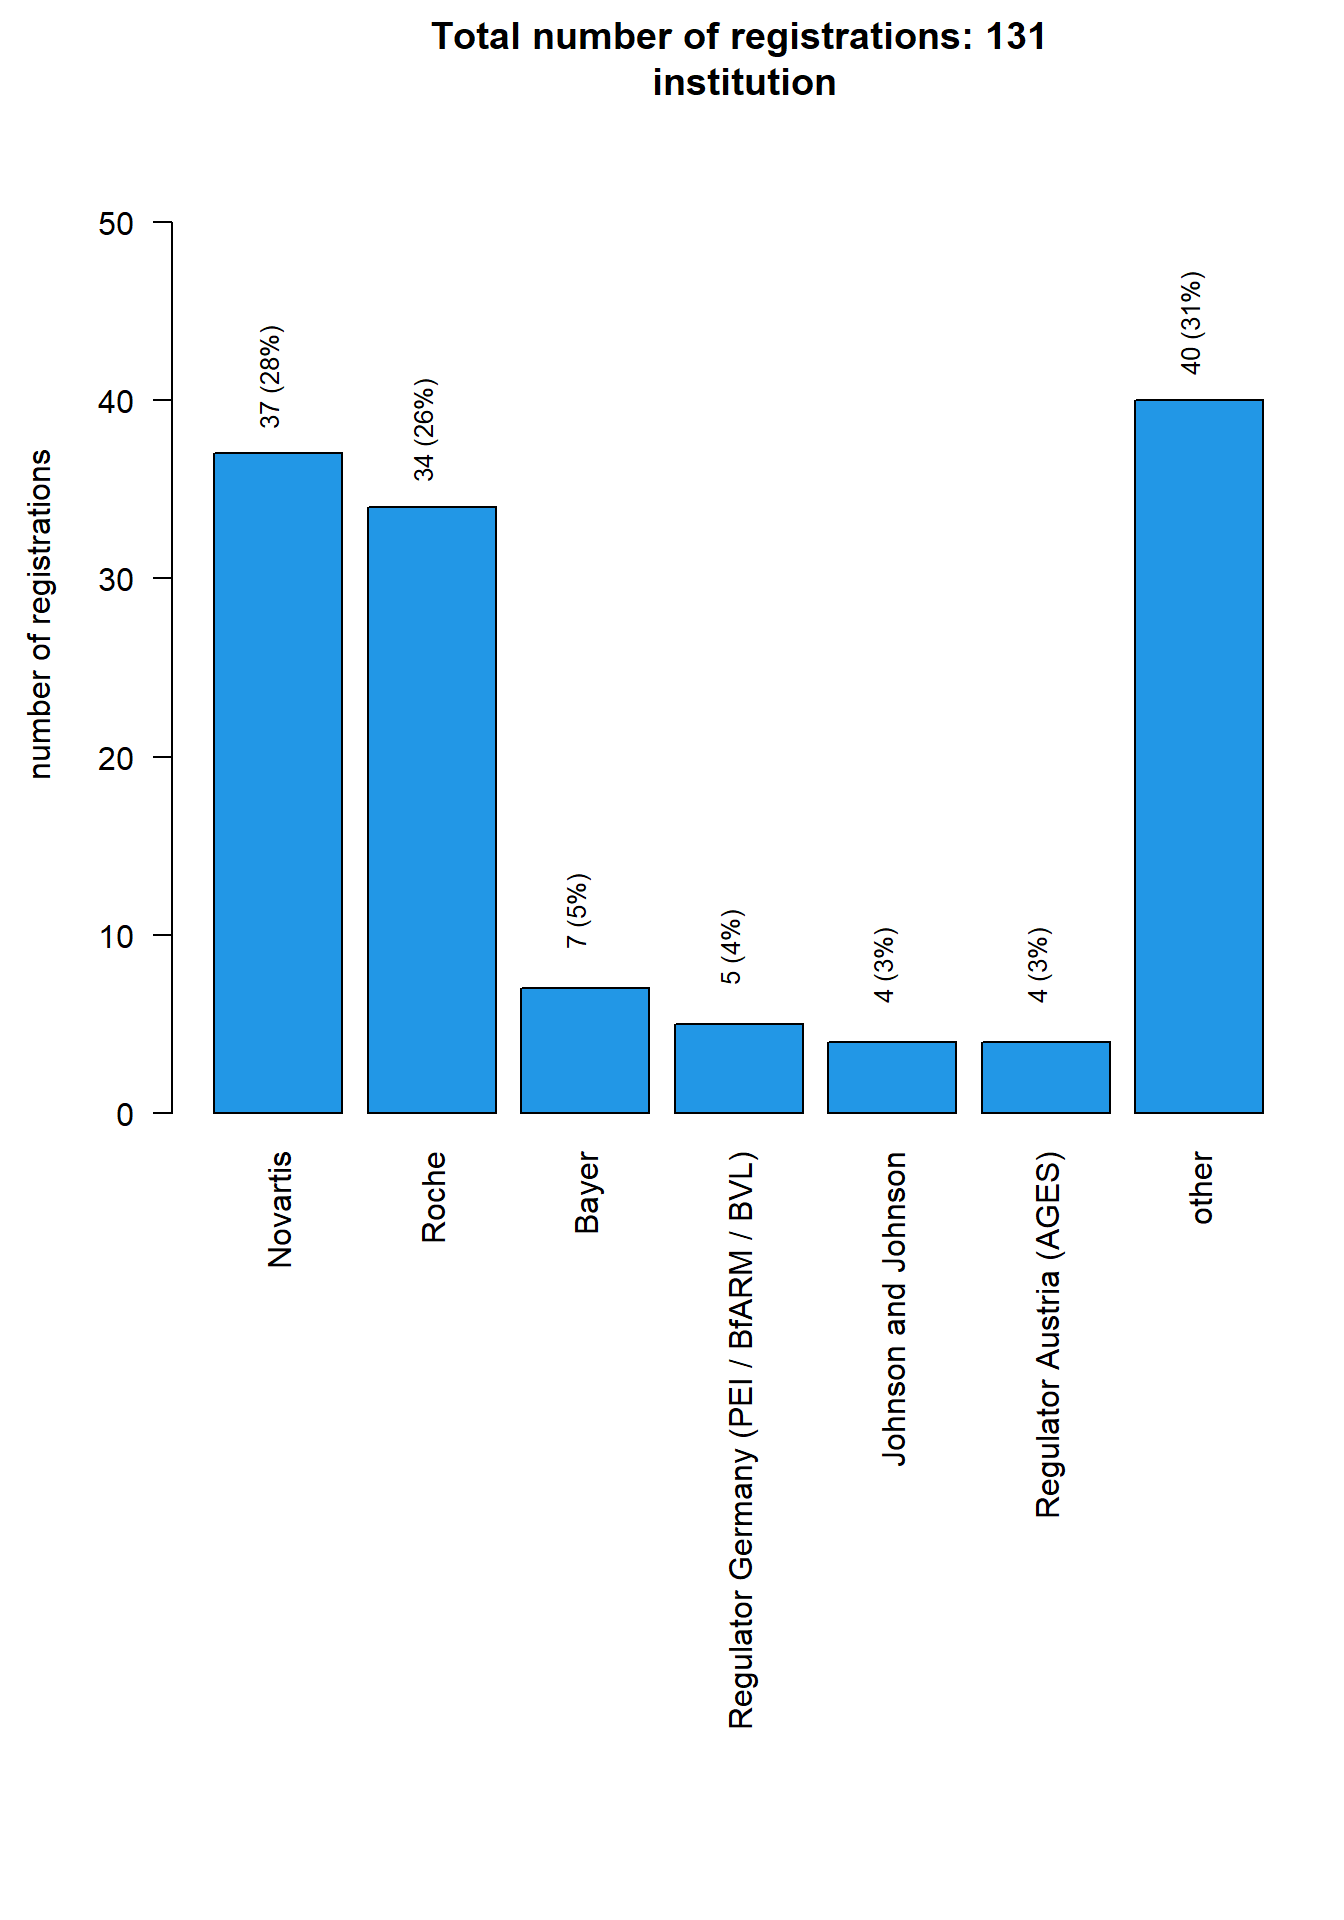 Total number of registrations: 131
institution
number of registrations
50
40
30
20
10
0
37 (28%)
34 (26%)
7 (5%)
5 (4%)
4 (3%)
4 (3%)
40 (31%)
Novartis
Roche
Bayer
Regulator Germany (PEI / BfARM / BVL)
Johnson and Johnson
Regulator Austria (AGES)
other